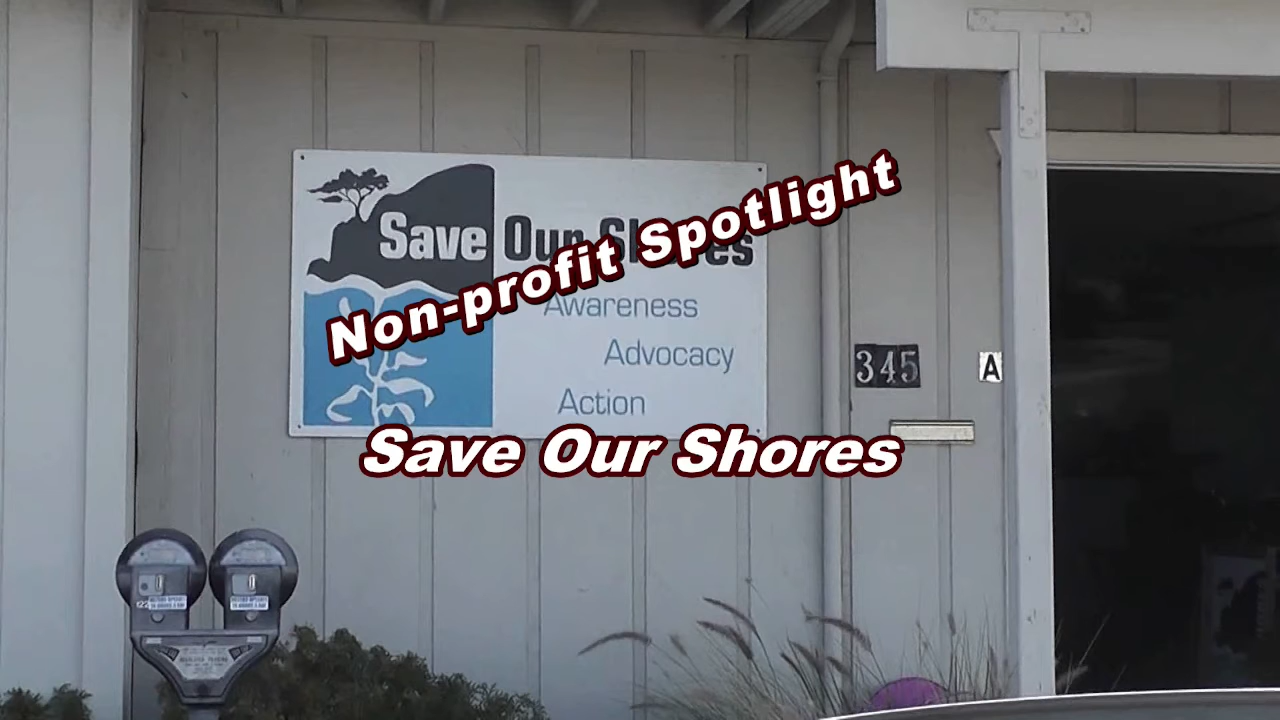 Non-profit Spotlight
Save Our Shores
Awareness
Advocacy
Action
345 A
Save Our Shores